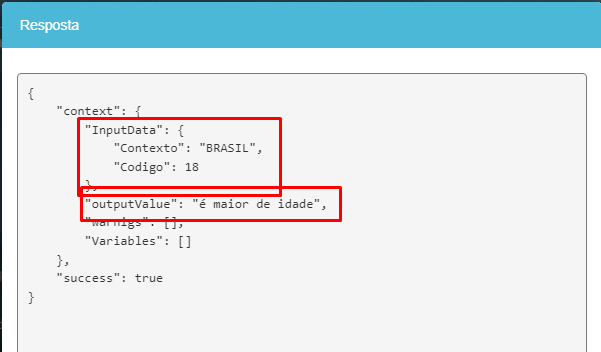 Resposta
{
"context": {
"InputData": {
"Contexto": "BRASIL",
"Codigo": 18
},
"outputValue": "é maior de idade",
"warnigs": [],
"Variables": []
},
"success": true
}